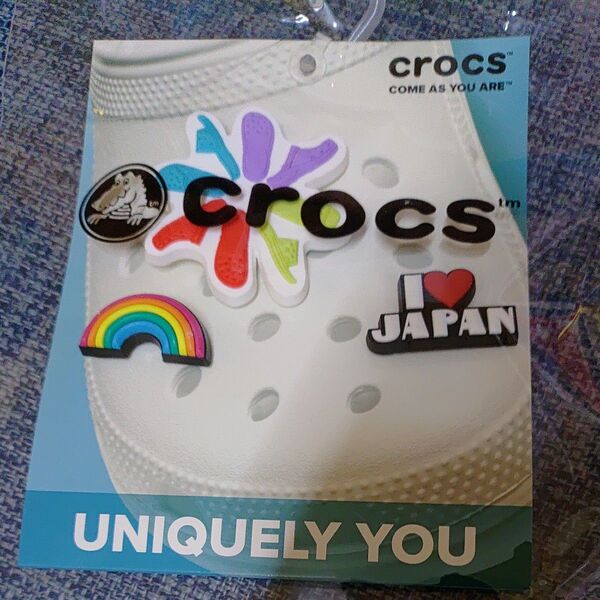 crocs™
COME AS YOU ARE™
crocs™
I ❤
JAPAN
UNIQUELY YOU